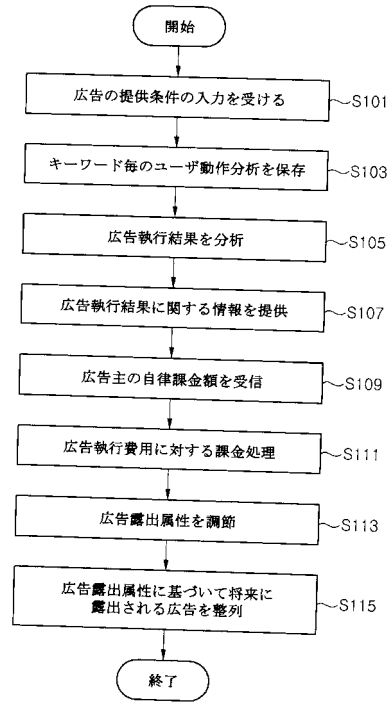 開始
広告の提供条件の入力を受ける
S101
キーワード毎のユーザ動作分析を保存
S103
広告執行結果を分析
S105
広告執行結果に関する情報を提供
S107
広告主の自律課金額を受信
S109
広告執行費用に対する課金処理
S111
広告露出属性を調節
S113
広告露出属性に基づいて将来に
露出される広告を整列
S115
終了